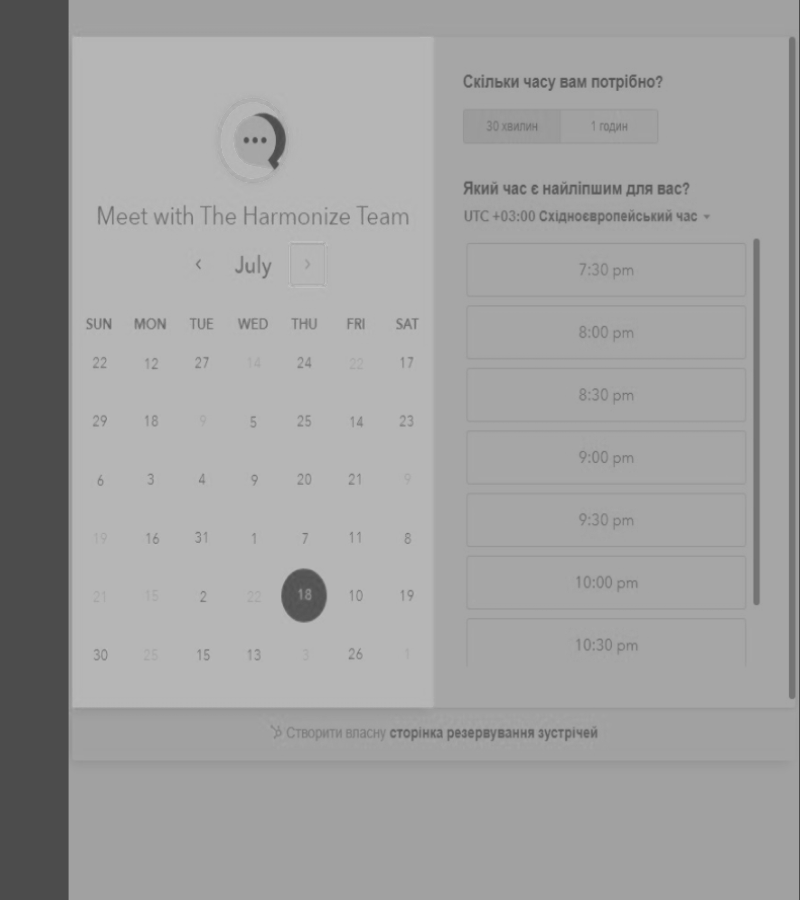 Meet with The Harmonize Team
July
SUN MON TUE WED THU FRI SAT
22 12 27 14 24 22 17
29 18 9 5 25 14 23
6 3 4 9 20 21 9
19 16 31 1 7 11 8
21 15 2 22 18 10 19
30 25 15 13 3 26 1
Скільки часу вам потрібно?
30 хвилин 1 годин
Який час є найліпшим для вас?
UTC +03:00 Східноєвропейський час
7:30 pm
8:00 pm
8:30 pm
9:00 pm
9:30 pm
10:00 pm
10:30 pm
Створити власну сторінка резервування зустрічей